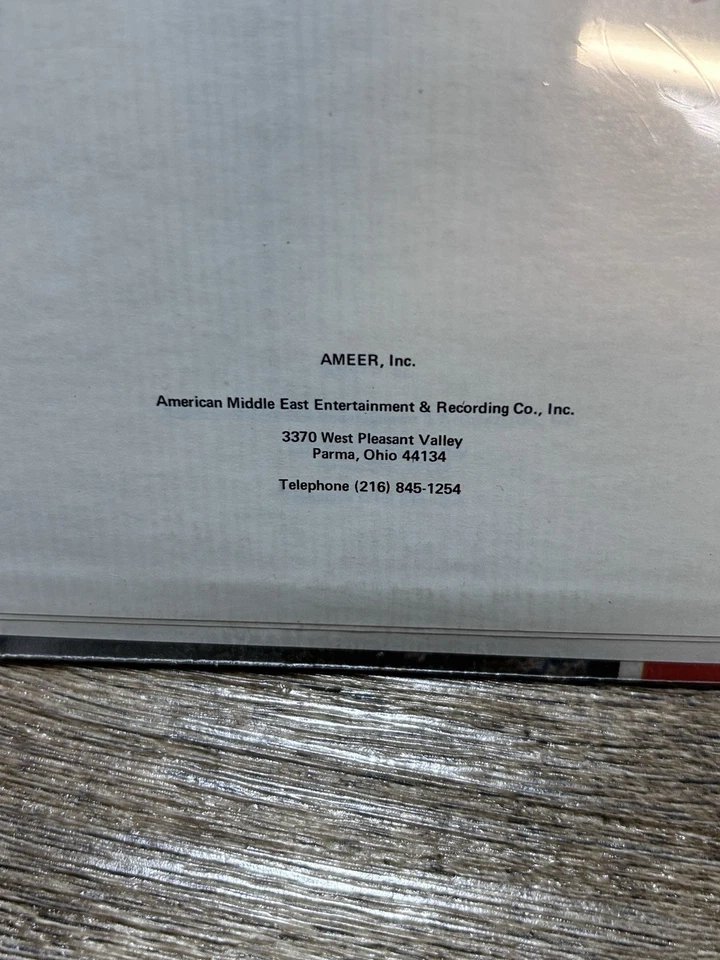 AMEER, Inc.
American Middle East Entertainment & Recording Co., Inc.
3370 West Pleasant Valley
Parma, Ohio 44134
Telephone (216) 845-1254